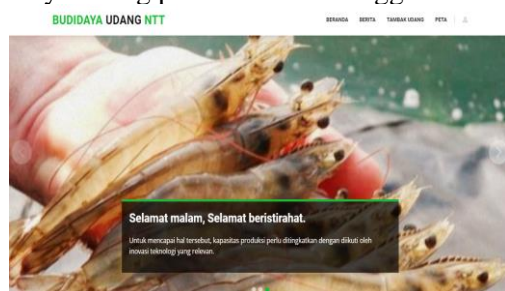 BUDIDAYA UDANG NTT
BERANDA BERITA TAMBAK UDANG PETA
Selamat malam, Selamat beristirahat.
Untuk mencapai hal tersebut, kapasitas produksi perlu ditingkatkan dengan diikuti oleh
inovasi teknologi yang relevan.